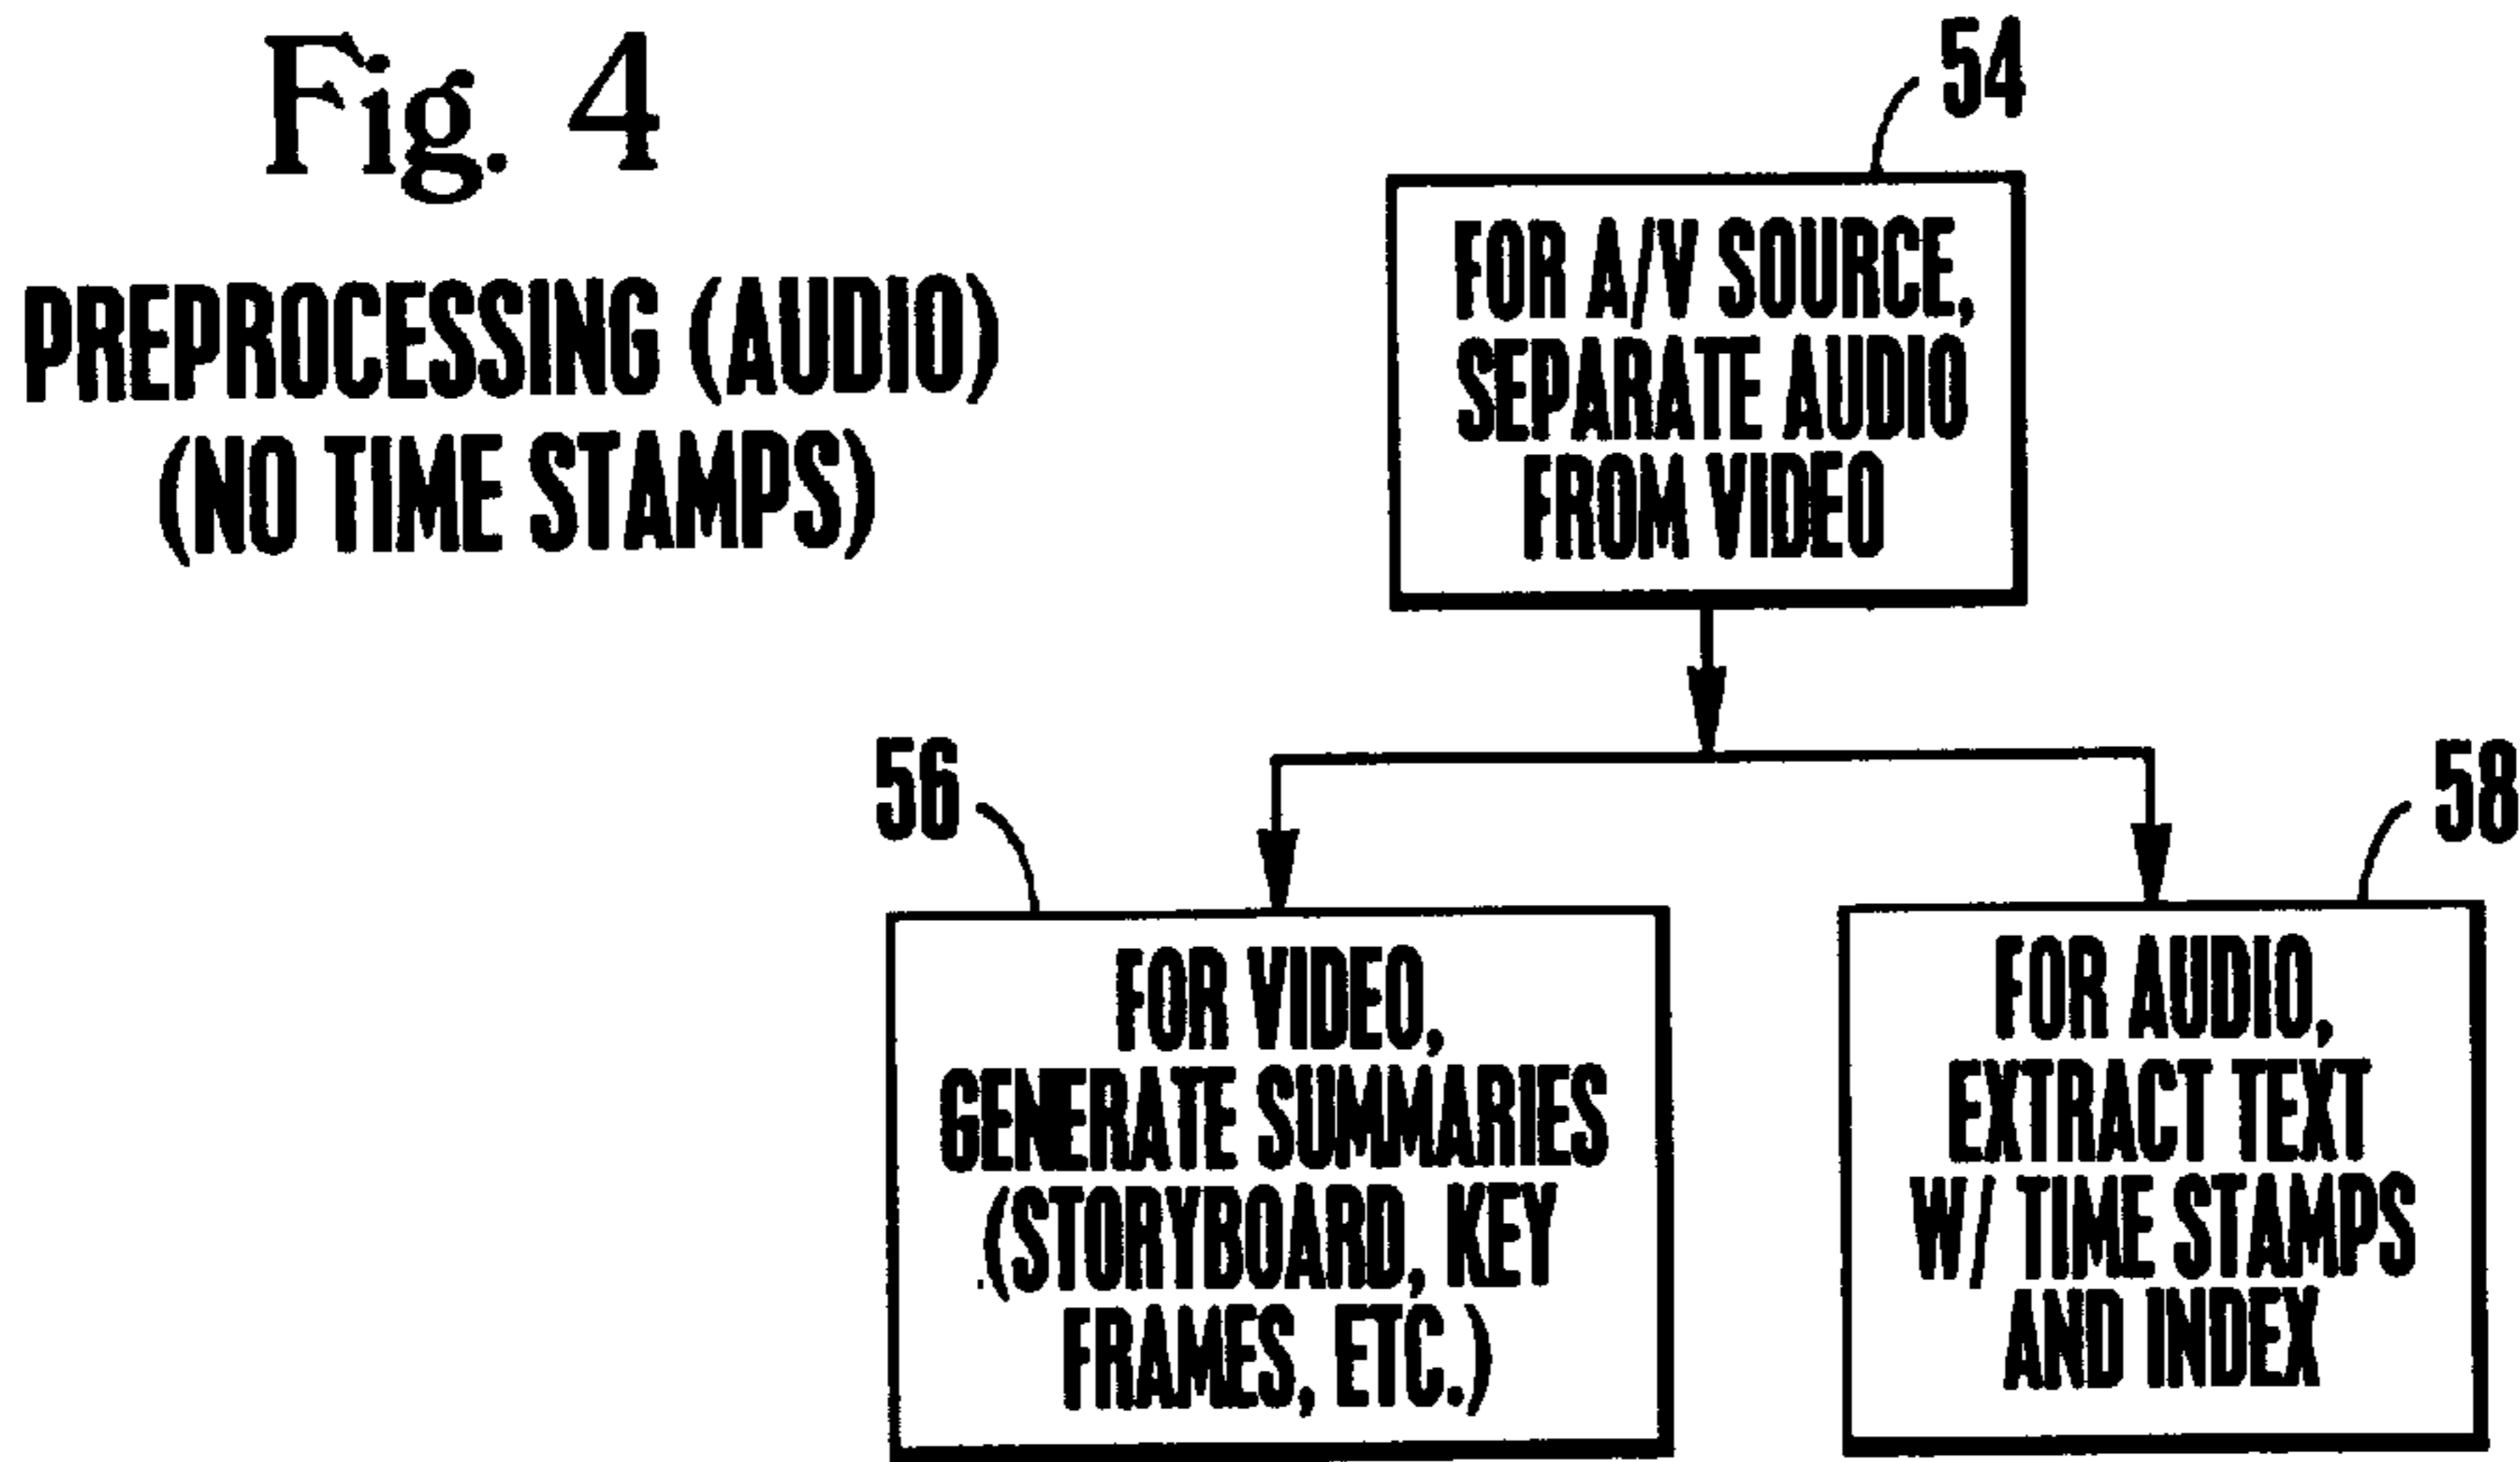 Fig. 4
PREPROCESSING (AUDIO)
(NO TIME STAMPS)
54
FOR A/V SOURCE,
SEPARATE AUDIO
FROM VIDEO
56
FOR VIDEO,
GENERATE SUMMARIES
(STORYBOARD, KEY
FRAMES, ETC.)
58
FOR AUDIO,
EXTRACT TEXT
W/ TIME STAMPS
AND INDEX